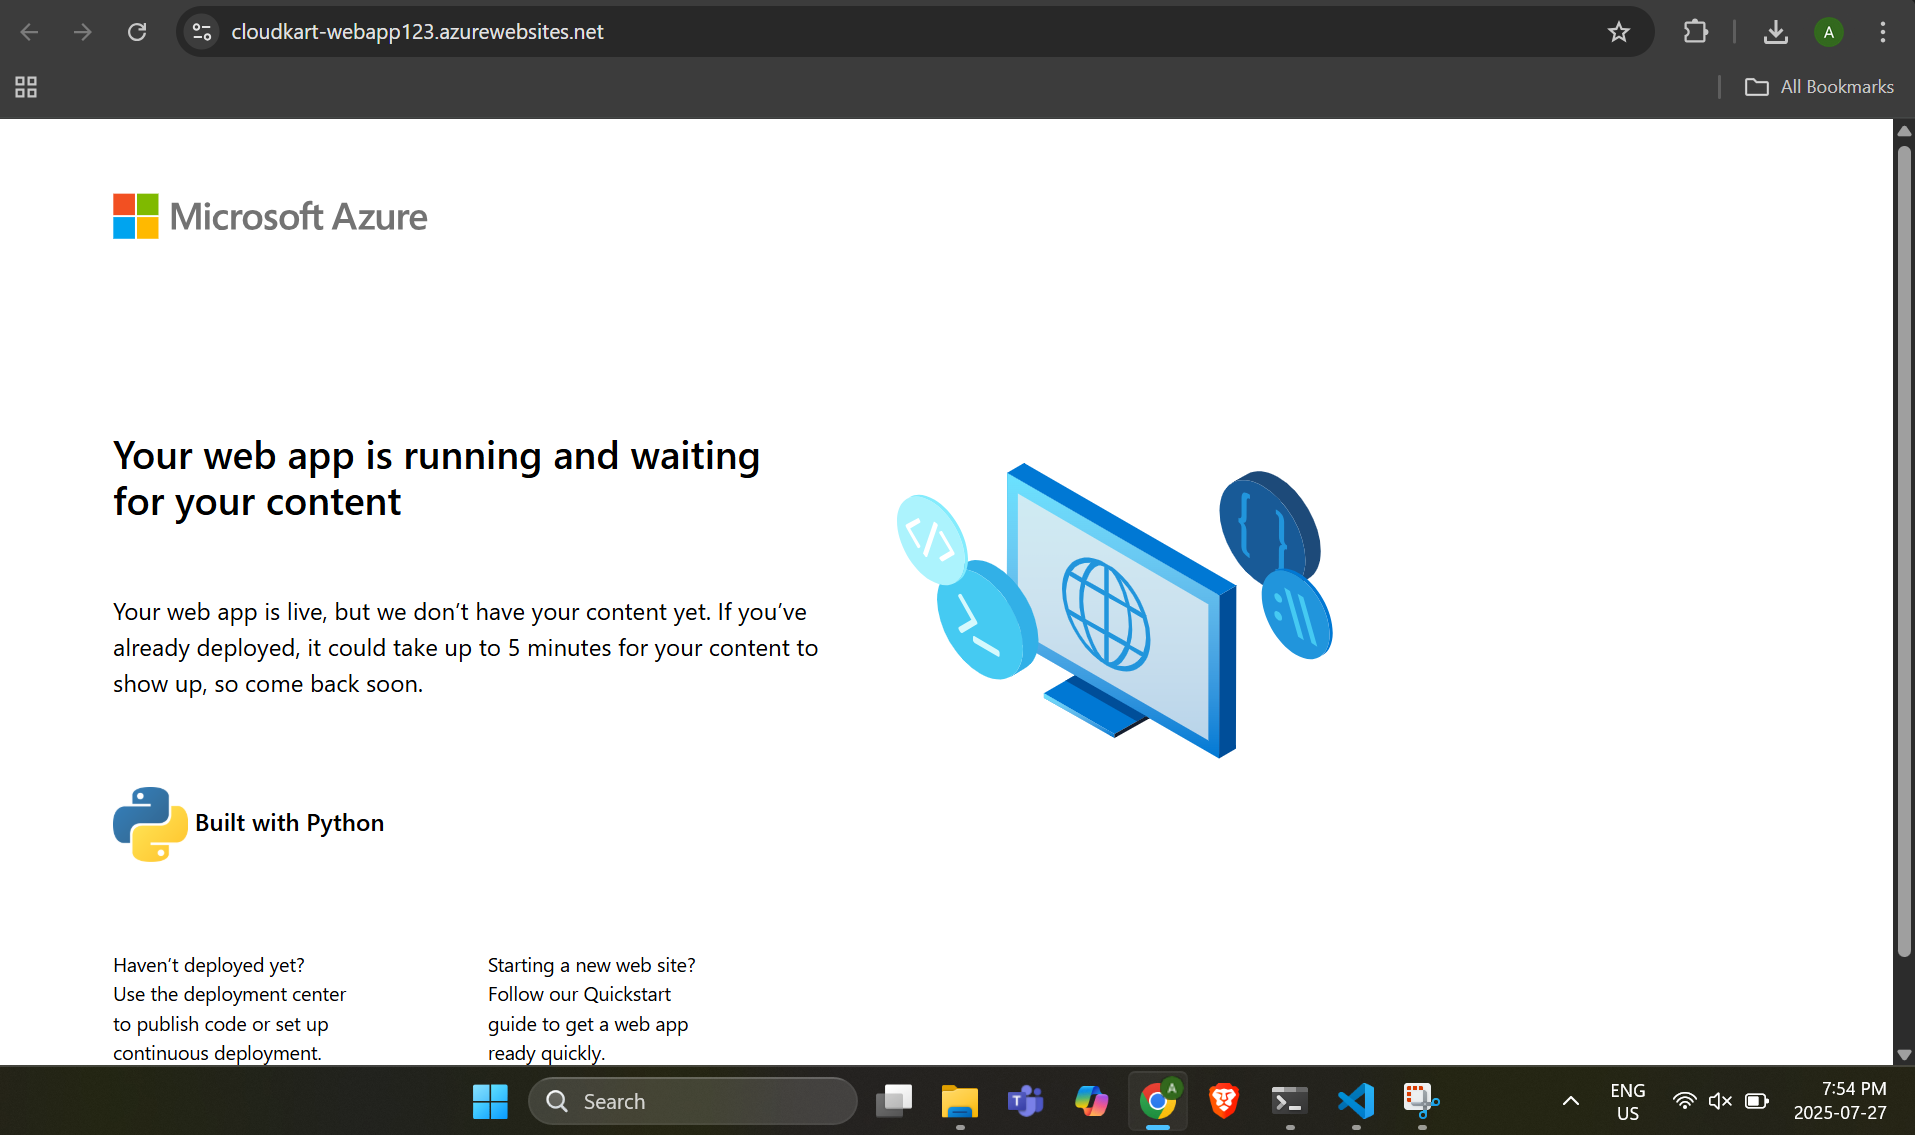 cloudkart-webapp123.azurewebsites.net
A
All Bookmarks
Microsoft Azure
Your web app is running and waiting
for your content
Your web app is live, but we don’t have your content yet. If you’ve
already deployed, it could take up to 5 minutes for your content to
show up, so come back soon.
Built with Python
Haven’t deployed yet?
Use the deployment center
to publish code or set up
continuous deployment.
Starting a new web site?
Follow our Quickstart
guide to get a web app
ready quickly.
Search
T
A
ENG
US
7:54 PM
2025-07-27